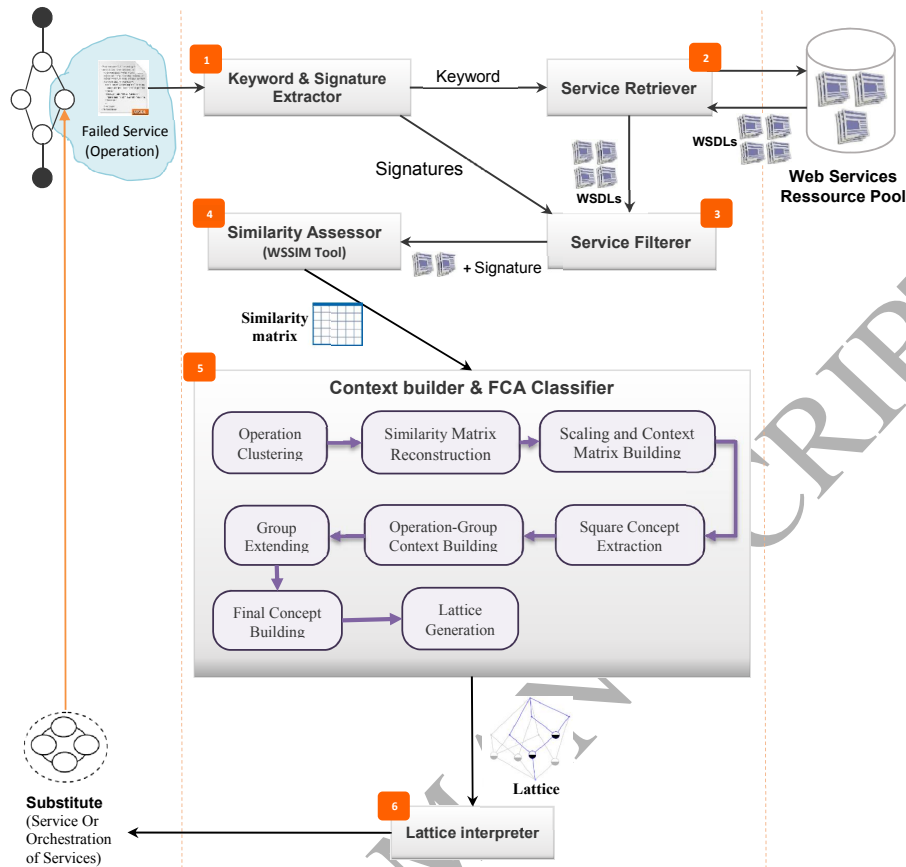 1
Keyword & Signature
Extractor
Keyword
2
Service Retriever
Failed Service
(Operation)
WSDLs
Web Services
Ressource Pool
Signatures
WSDLs
4
Similarity Assessor
(WSSIM Tool)
3
Service Filterer
+ Signature
Similarity
matrix
5
Context builder & FCA Classifier
Operation
Clustering
Similarity Matrix
Reconstruction
Scaling and Context
Matrix Building
Group
Extending
Operation-Group
Context Building
Square Concept
Extraction
Final Concept
Building
Lattice
Generation
Lattice
6
Lattice interpreter
Substitute
(Service Or
Orchestration
of Services)